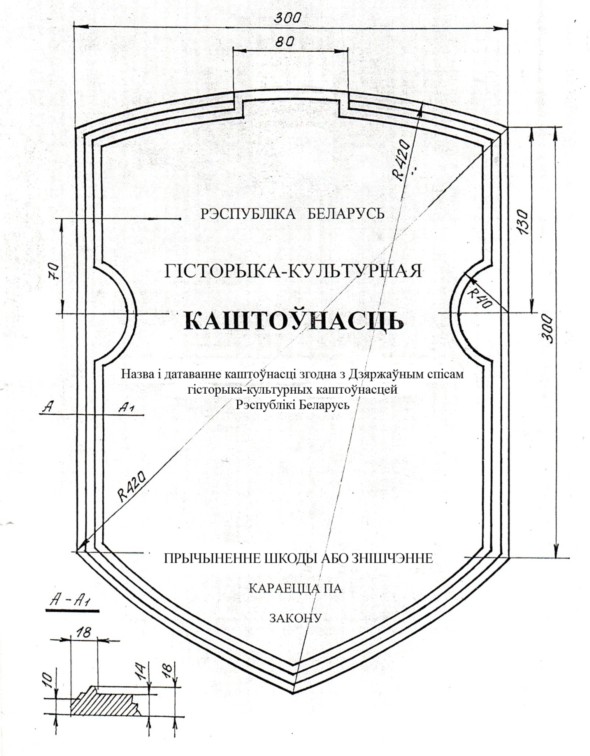 300
80
R420
РЭСПУБЛІКА БЕЛАРУСЬ
130
70
ГІСТОРЫКА-КУЛЬТУРНАЯ
R40
КАШТОЎНАСЦЬ
300
Назва і датаванне каштоўнасці згодна з Дзяржаўным спісам
гісторыка-культурных каштоўнасцей
Рэспублікі Беларусь
A A1
R420
ПРЫЧЫНЕННЕ ШКОДЫ АБО ЗНІШЧЭННЕ
КАРАЕЦЦА ПА
ЗАКОНУ
A - A1
18
10
14
18